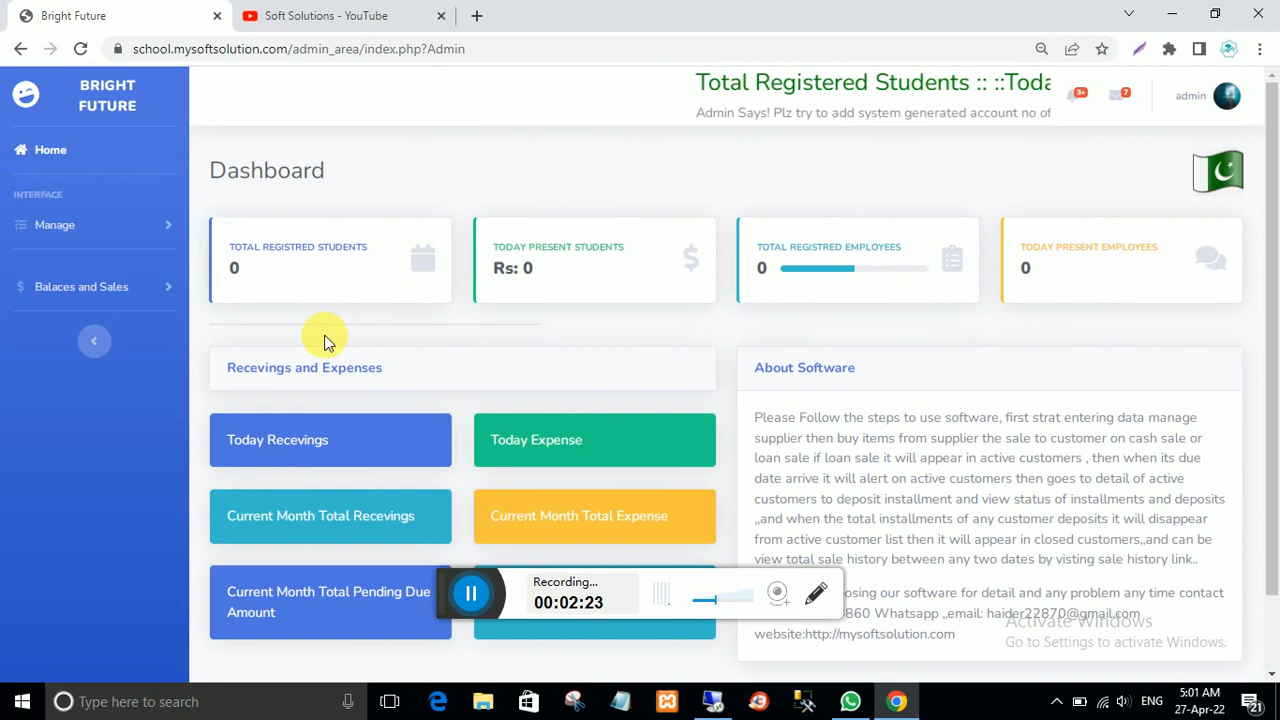 Bright Future
Soft Solutions - YouTube
school.mysoftsolution.com/admin_area/index.php?Admin
BRIGHT
FUTURE
Total Registered Students :: ::Toda
Admin Says! Plz try to add system generated account no of
3+
7
admin
Home
INTERFACE
Manage
Balaces and Sales
Dashboard
TOTAL REGISTRED STUDENTS
0
TODAY PRESENT STUDENTS
Rs: 0
TOTAL REGISTRED EMPLOYEES
0
TODAY PRESENT EMPLOYEES
0
Recevings and Expenses
Today Recevings
Today Expense
Current Month Total Recevings
Current Month Total Expense
Current Month Total Pending Due
Amount
About Software
Please Follow the steps to use software, first strat entering data manage
supplier then buy items from supplier the sale to customer on cash sale or
loan sale if loan sale it will appear in active customers , then when its due
date arrive it will alert on active customers then goes to detail of active
customers to deposit installment and view status of installments and deposits
,,and when the total installments of any customer deposits it will disappear
from active customer list then it will appear in closed customers,,and can be
view total sale history between any two dates by visting sale history link..
osing our software for detail and any problem any time contact
860 Whatsapp ,,email: haider22870@gmail.com
website:http://mysoftsolution.com
Recording...
00:02:23
Activate Windows
Go to Settings to activate Windows.
Type here to search
ENG
5:01 AM
27-Apr-22
21